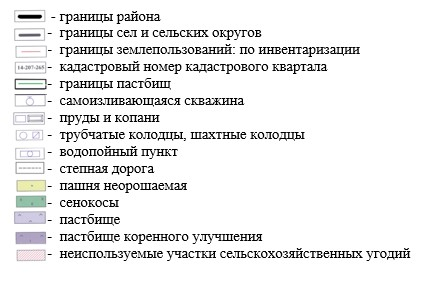 - границы района
- границы сел и сельских округов
- границы землепользований: по инвентаризации
14-207-265 - кадастровый номер кадастрового квартала
- границы пастбищ
- самоизливающаяся скважина
- пруды и копани
- трубчатые колодцы, шахтные колодцы
- водопойный пункт
- степная дорога
- пашня неорошаемая
- сенокосы
- пастбище
- пастбище коренного улучшения
- неиспользуемые участки сельскохозяйственных угодий